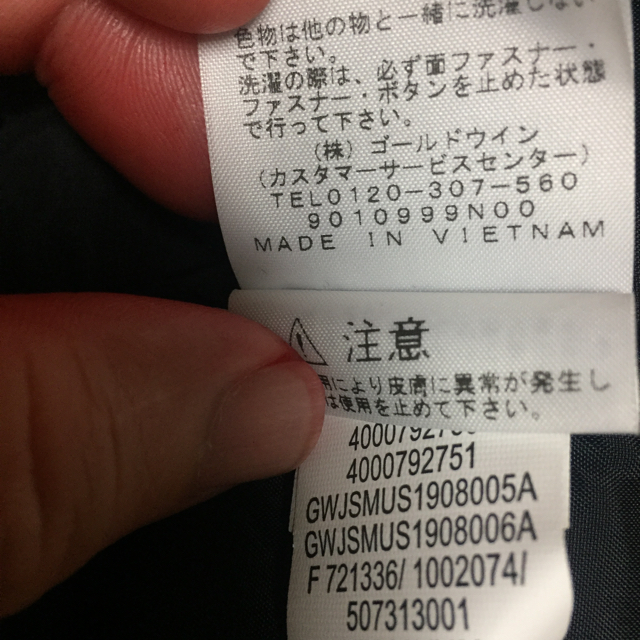 色物は他の物と一緒に洗濯しない
で下さい。
洗濯の際は、必ず面ファスナー・
ファスナー・ボタンを止めた状態
で行って下さい。
(株) ゴールドウイン
(カスタマーサービスセンター)
TEL0120-307-560
9010999N00
MADE IN VIETNAM
注意
により皮膚に異常が発生し
は使用を止めて下さい。
4000792751
GWJSMUS1908005A
GWJSMUS1908006A
F 721336/ 1002074/
507313001